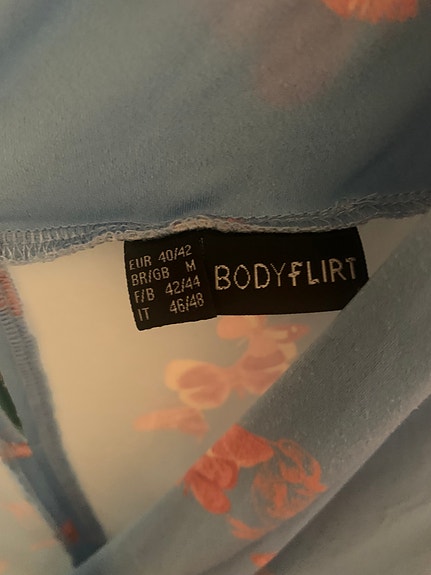 EUR 40/42
BR/GB M
F/B 42/44
IT 46/48
BODYFLIRT